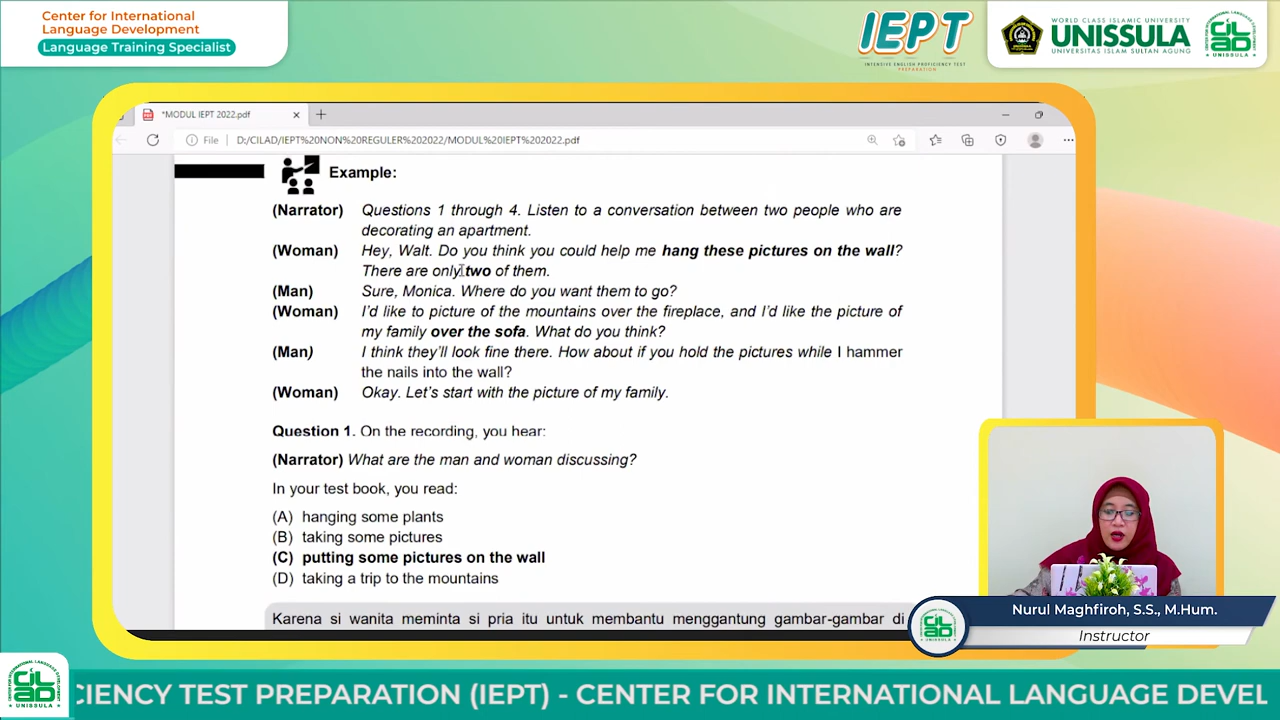 Center for International
Language Development
Language Training Specialist
IEPT
INTENSIVE ENGLISH PROFICIENCY TEST
PREPARATION
WORLD CLASS ISLAMIC UNIVERSITY
UNISSULA
UNIVERSITAS ISLAM SULTAN AGUNG
CILAD
UNISSULA
*MODUL IEPT 2022.pdf
File D:/CILAD/IEPT%20NON%20REGULER%202022/MODUL%20IEPT%202022.pdf
Example:
(Narrator) Questions 1 through 4. Listen to a conversation between two people who are
decorating an apartment.
(Woman) Hey, Walt. Do you think you could help me hang these pictures on the wall?
There are only two of them.
(Man) Sure, Monica. Where do you want them to go?
(Woman) I'd like to picture of the mountains over the fireplace, and I'd like the picture of
my family over the sofa. What do you think?
(Man) I think they'll look fine there. How about if you hold the pictures while I hammer
the nails into the wall?
(Woman) Okay. Let's start with the picture of my family.
Question 1. On the recording, you hear:
(Narrator) What are the man and woman discussing?
In your test book, you read:
(A) hanging some plants
(B) taking some pictures
(C) putting some pictures on the wall
(D) taking a trip to the mountains
Karena si wanita meminta si pria itu untuk membantu menggantung gambar-gambar di
Nurul Maghfiroh, S.S., M.Hum.
Instructor
CILAD
UNISSULA
CIENCY TEST PREPARATION (IEPT) - CENTER FOR INTERNATIONAL LANGUAGE DEVEL